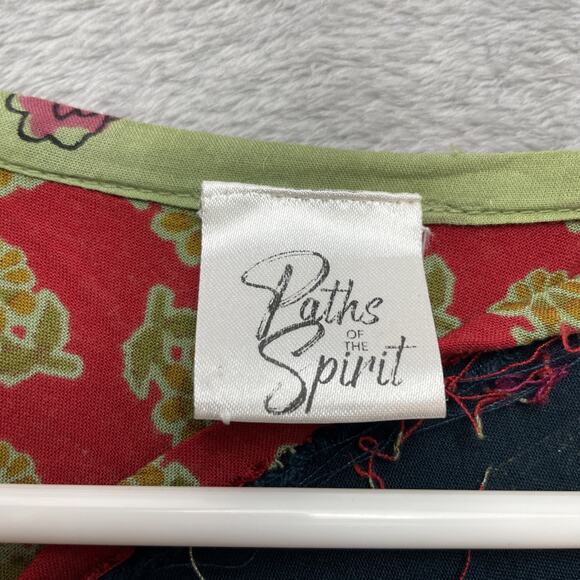 Paths
OF
THE
Spirit